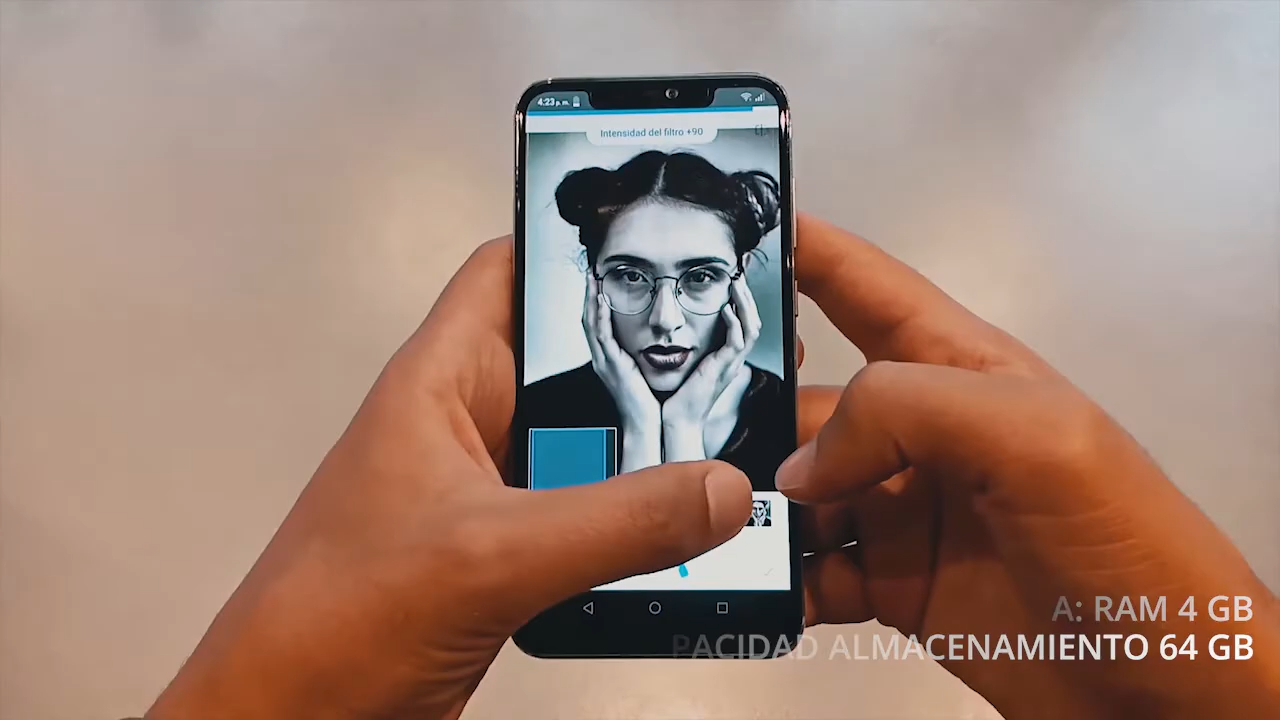 4:23 p. m.
Intensidad del filtro +90
A: RAM 4 GB
PACIDAD ALMACENAMIENTO 64 GB